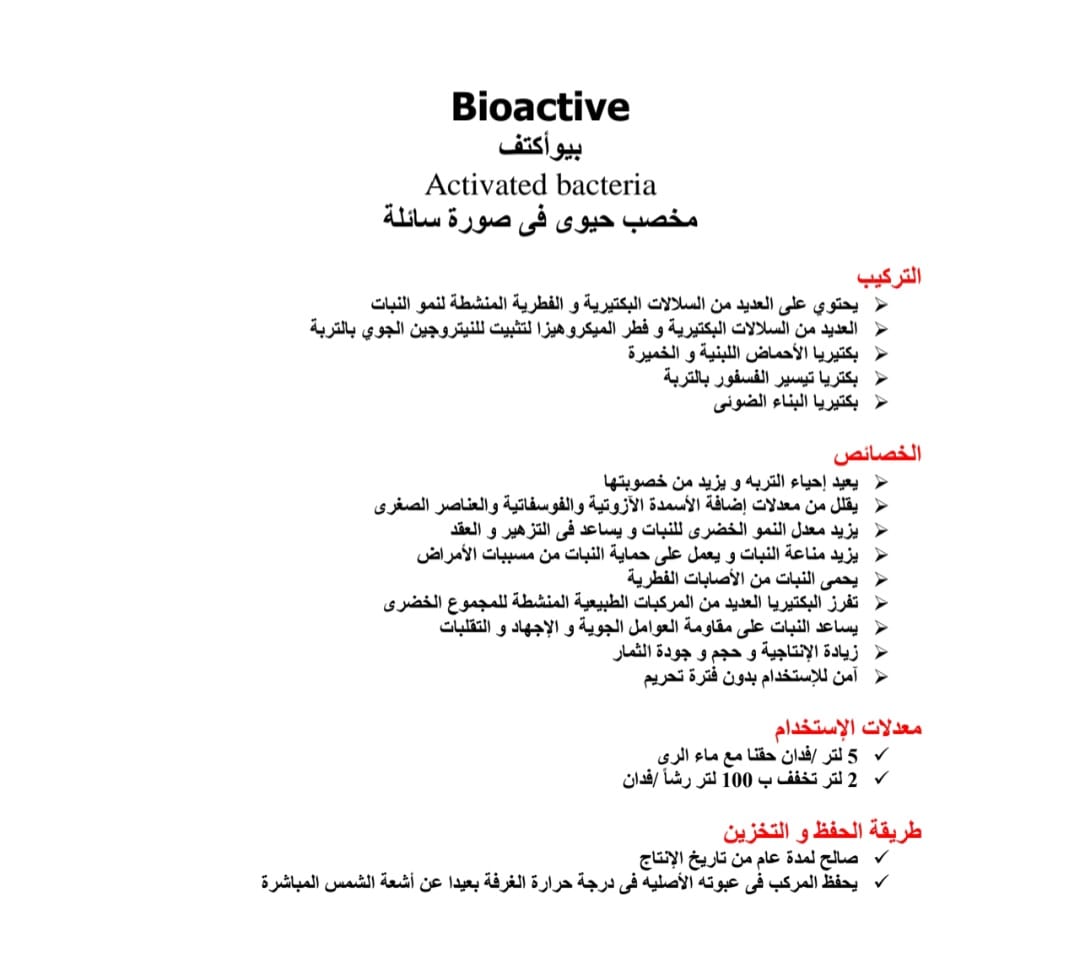 Bioactive
بيوأكتف
Activated bacteria
مخصب حيوى فى صورة سائلة
التركيب
يحتوي على العديد من السلالات البكتيرية و الفطرية المنشطة لنمو النبات
العديد من السلالات البكتيرية و فطر الميكروهيزا لتثبيت للنيتروجين الجوي بالتربة
بكتيريا الأحماض اللبنية و الخميرة
بكتريا تيسير الفسفور بالتربة
بكتيريا البناء الضوئى
الخصائص
يعيد إحياء التربه و يزيد من خصوبتها
يقلل من معدلات إضافة الأسمدة الآزوتية والفوسفاتية والعناصر الصغرى
يزيد معدل النمو الخضرى للنبات و يساعد فى التزهير و العقد
يزيد مناعة النبات و يعمل على حماية النبات من مسببات الأمراض
يحمى النبات من الأصابات الفطرية
تفرز البكتيريا العديد من المركبات الطبيعية المنشطة للمجموع الخضرى
يساعد النبات على مقاومة العوامل الجوية و الإجهاد و التقلبات
زيادة الإنتاجية و حجم و جودة الثمار
آمن للإستخدام بدون فترة تحريم
معدلات الإستخدام
5 لتر /فدان حقنا مع ماء الرى
2 لتر تخفف ب 100 لتر رشاً /فدان
طريقة الحفظ و التخزين
صالح لمدة عام من تاريخ الإنتاج
يحفظ المركب فى عبوته الأصليه فى درجة حرارة الغرفة بعيدا عن أشعة الشمس المباشرة